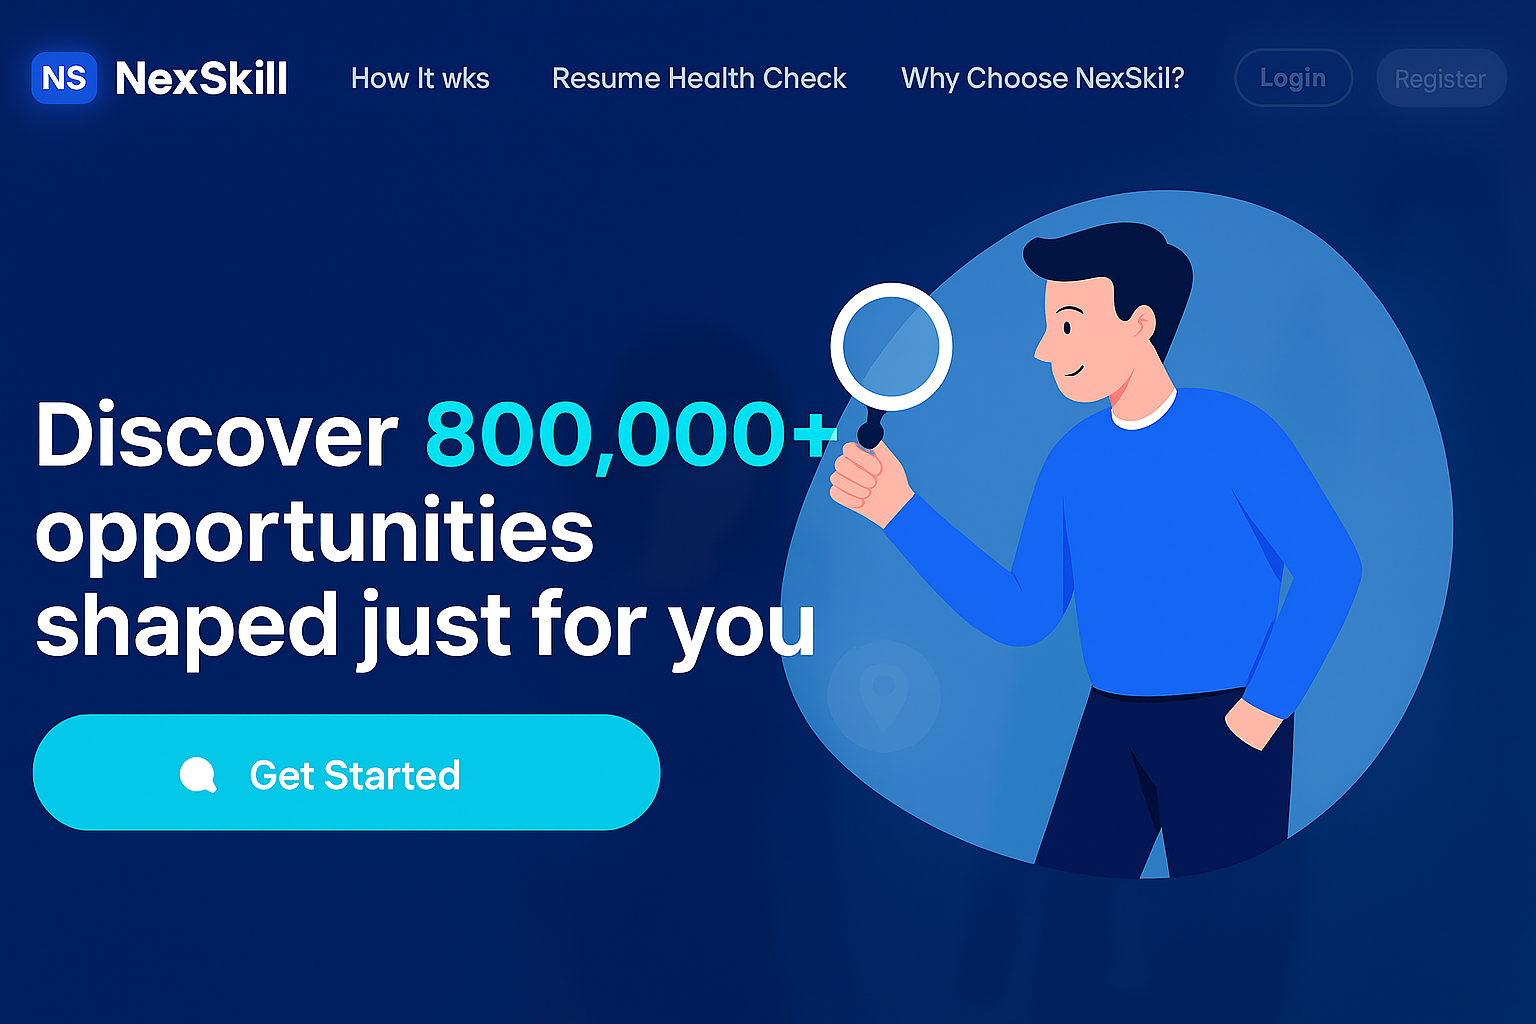 NS NexSkill How It wks Resume Health Check Why Choose NexSkil? Login Register
Discover 800,000+
opportunities
shaped just for you
Get Started